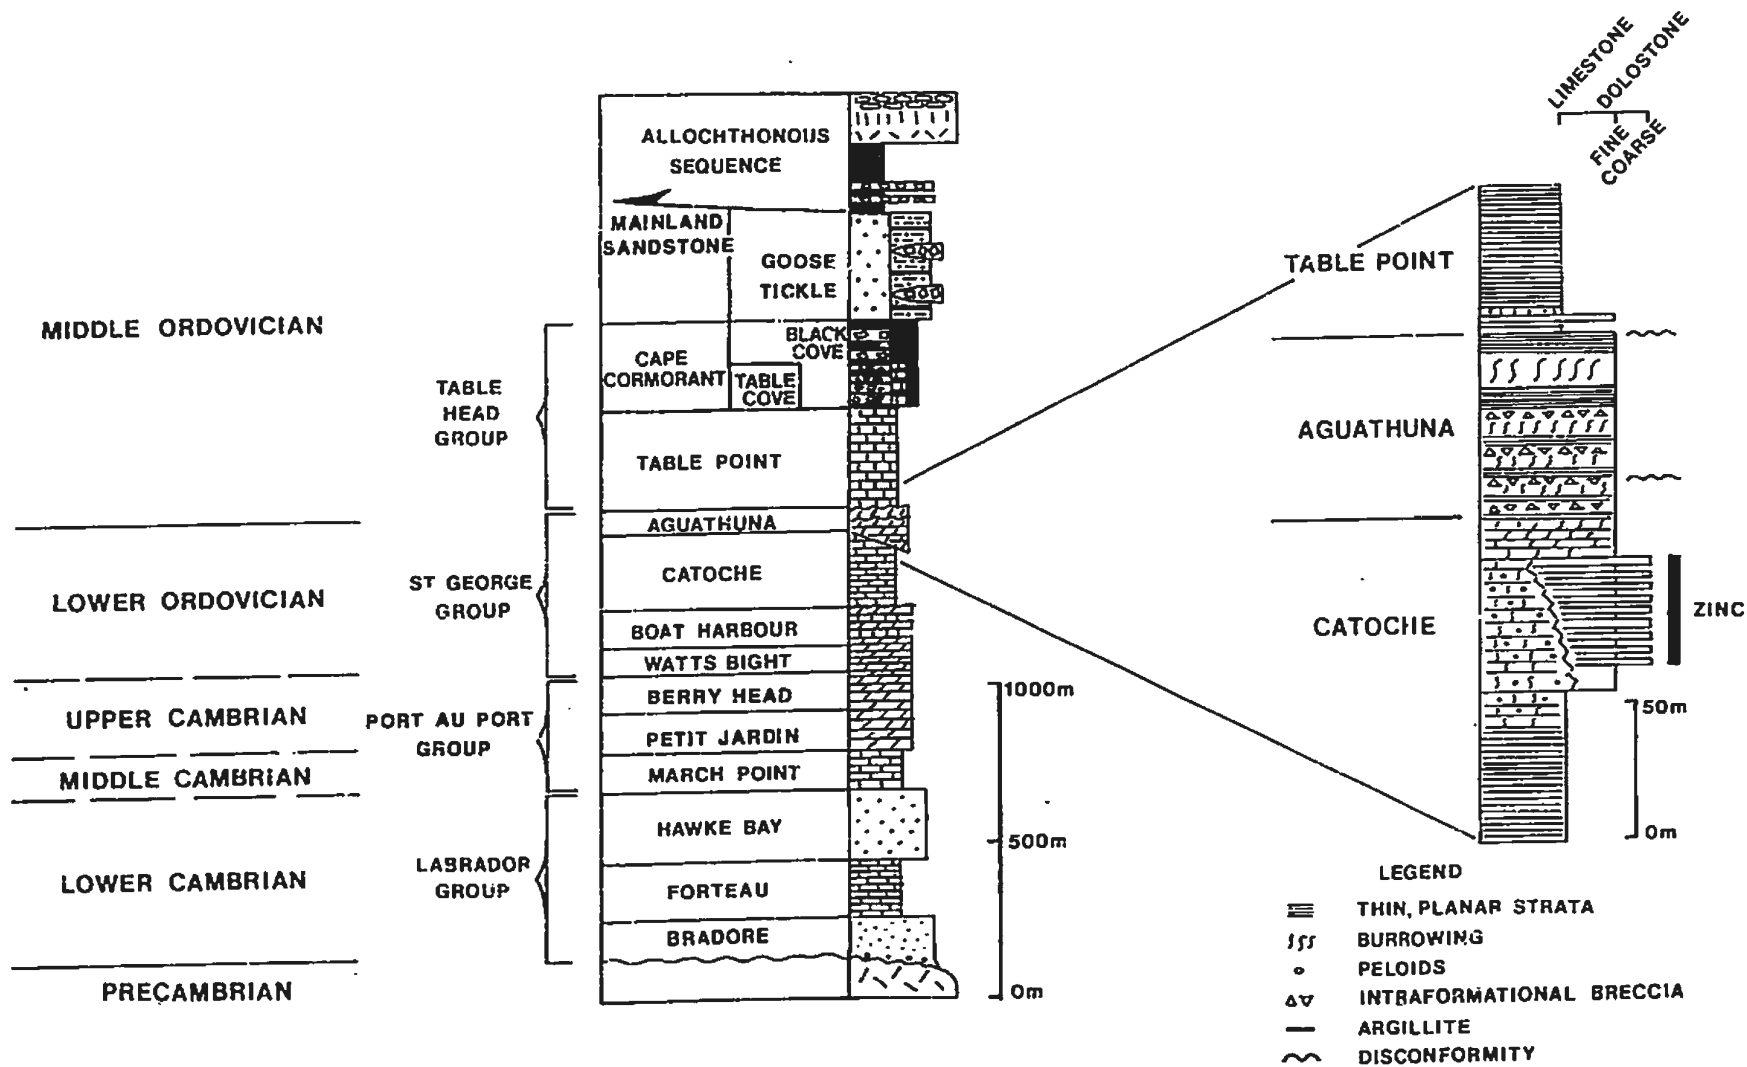 MIDDLE ORDOVICIAN
LOWER ORDOVICIAN
UPPER CAMBRIAN
MIDDLE CAMBRIAN
LOWER CAMBRIAN
PRECAMBRIAN
TABLE
HEAD
GROUP
ST GEORGE
GROUP
PORT AU PORT
GROUP
LABRADOR
GROUP
ALLOCHTHONOUS
SEQUENCE
MAINLAND
SANDSTONE
GOOSE
TICKLE
BLACK
COVE
CAPE
CORMORANT
TABLE
COVE
TABLE POINT
AGUATHUNA
CATOCHE
BOAT HARBOUR
WATTS BIGHT
BERRY HEAD
PETIT JARDIN
MARCH POINT
HAWKE BAY
FORTEAU
BRADORE
1000m
500m
0m
LIMESTONE
DOLOSTONE
FINE
COARSE
TABLE POINT
AGUATHUNA
CATOCHE
ZINC
50m
0m
LEGEND
THIN, PLANAR STRATA
BURROWING
PELOIDS
INTRAFORMATIONAL BRECCIA
ARGILLITE
DISCONFORMITY